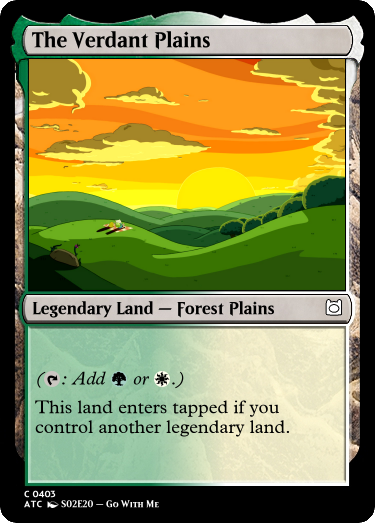 The Verdant Plains
Legendary Land — Forest Plains
(: Add or .)
This land enters tapped if you
control another legendary land.
C 0403
ATC S02E20 – Go With Me